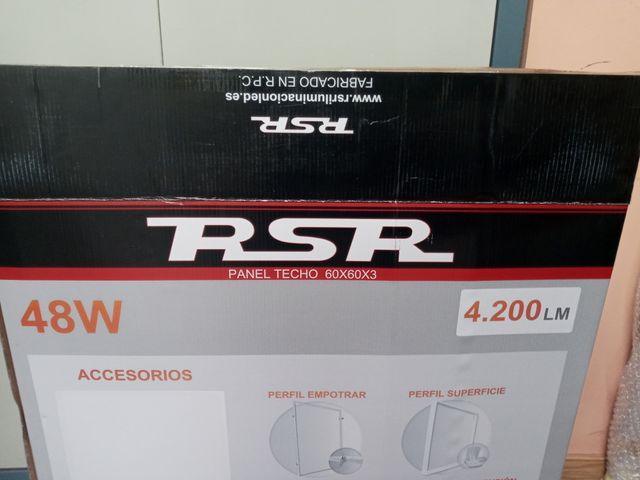 FABRICADO EN R.P.C.
www.rsriluminacionled.es
RSR
RSR
PANEL TECHO 60X60X3
48W
4.200 LM
ACCESORIOS
PERFIL EMPOTRAR
PERFIL SUPERFICIE